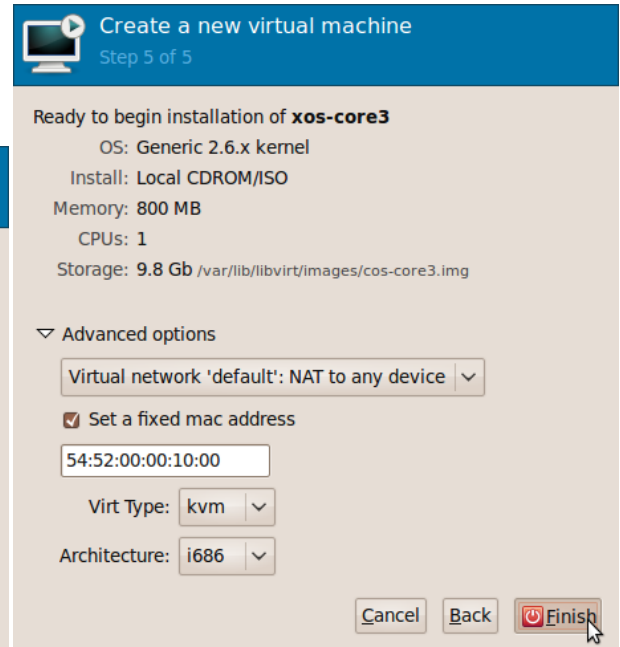 Create a new virtual machine
Step 5 of 5
Ready to begin installation of xos-core3
OS: Generic 2.6.x kernel
Install: Local CDROM/ISO
Memory: 800 MB
CPUs: 1
Storage: 9.8 Gb /var/lib/libvirt/images/cos-core3.img
Advanced options
Virtual network 'default': NAT to any device
Set a fixed mac address
54:52:00:00:10:00
Virt Type: kvm
Architecture: i686
Cancel Back Finish